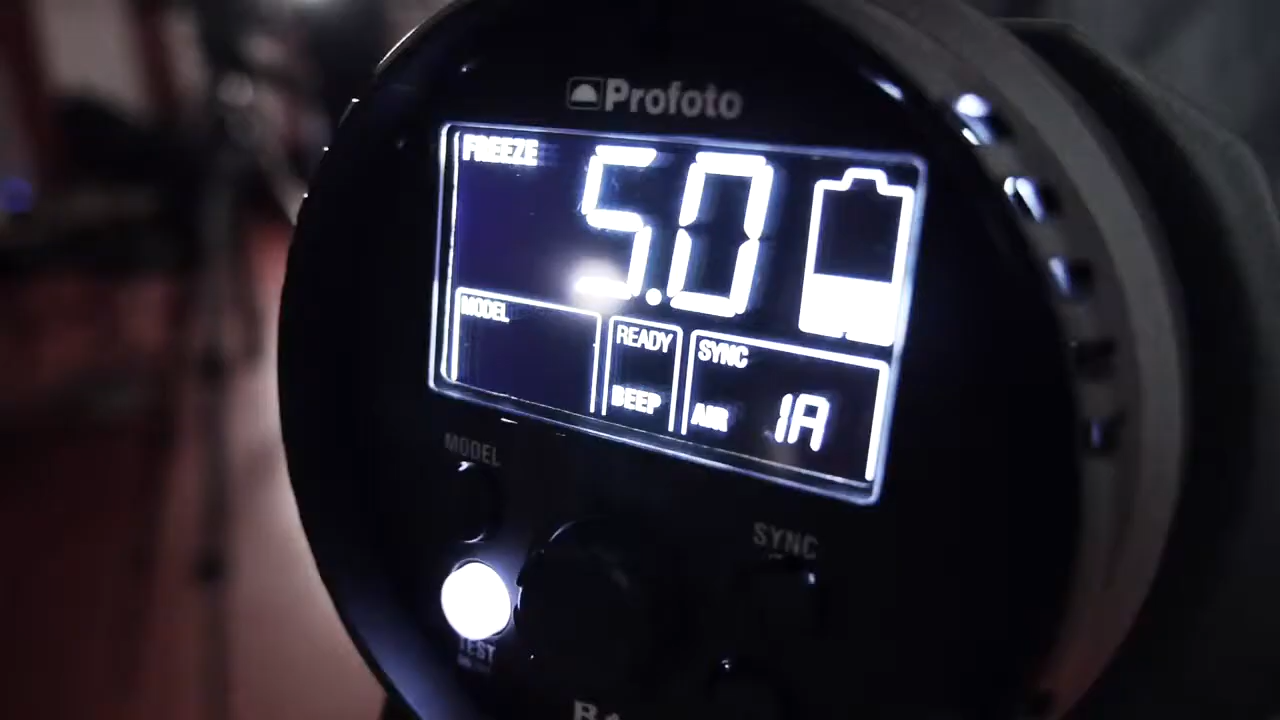 Profoto
FREEZE
5.0
MODEL
READY
BEEP
SYNC
AIR 1A
MODEL
SYNC
TEST